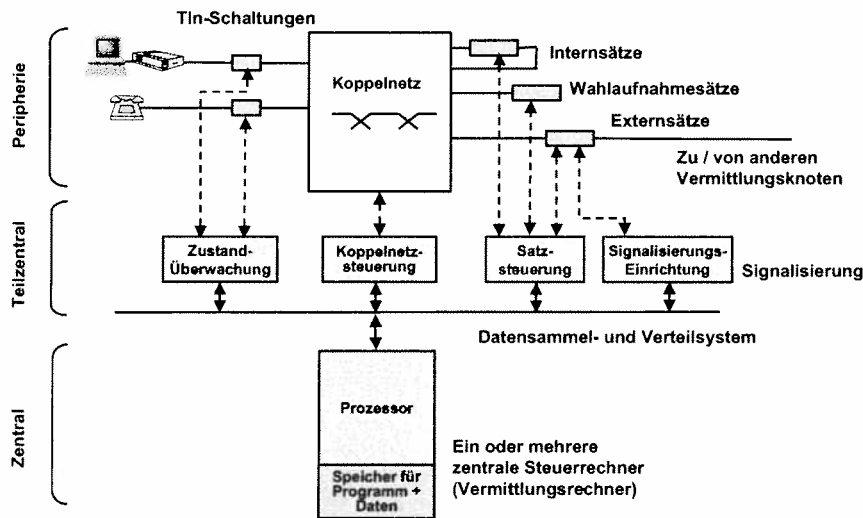 Tln-Schaltungen
Peripherie
Koppelnetz
Internsätze
Wahlaufnahmesätze
Externsätze
Zu / von anderen
Vermittlungsknoten
Teilzentral
Zustand-
Überwachung
Koppelnetz-
steuerung
Satz-
steuerung
Signalisierungs-
Einrichtung
Signalisierung
Datensammel- und Verteilsystem
Zentral
Prozessor
Speicher für
Programm +
Daten
Ein oder mehrere
zentrale Steuerrechner
(Vermittlungsrechner)